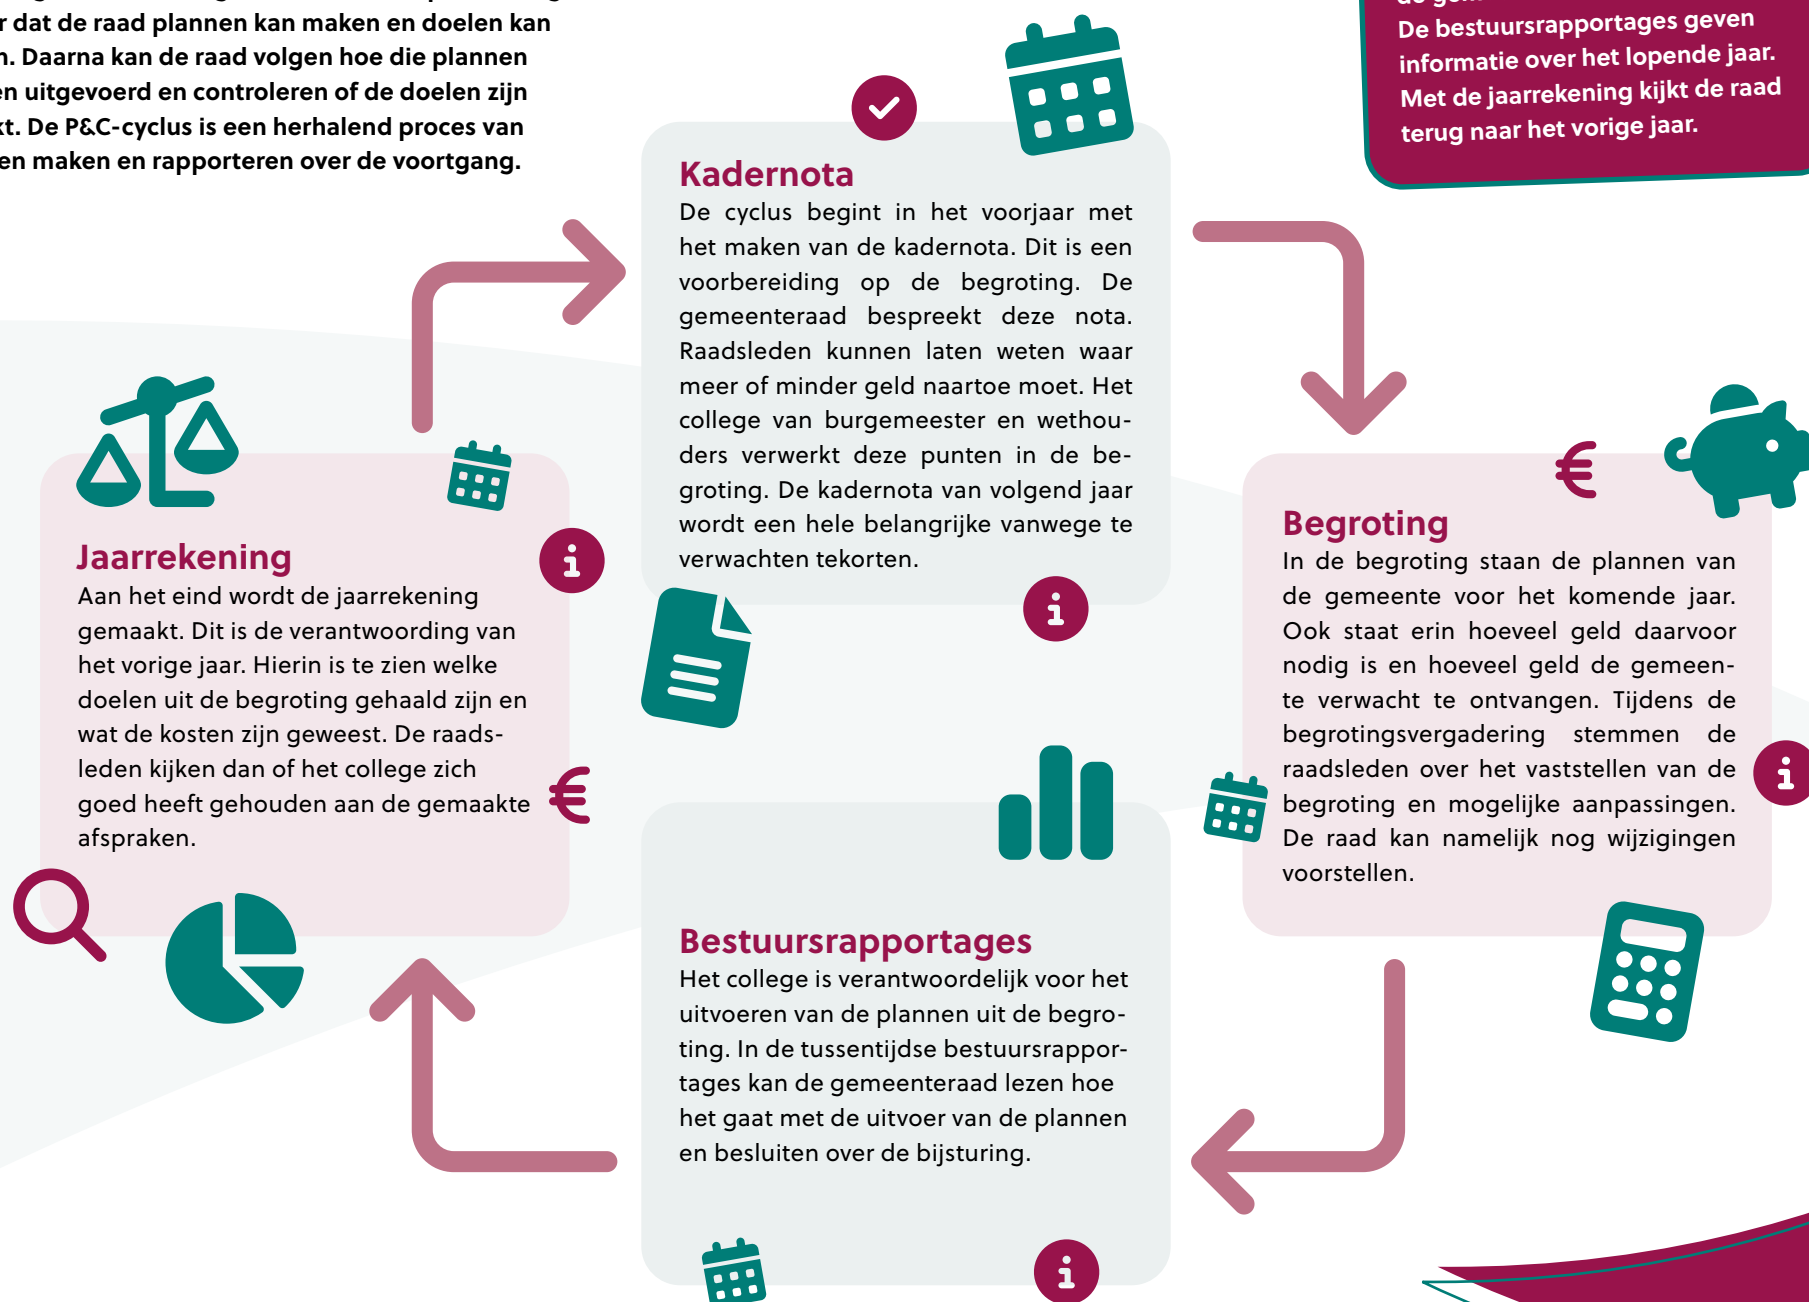 r dat de raad plannen kan maken en doelen kan
n. Daarna kan de raad volgen hoe die plannen
en uitgevoerd en controleren of de doelen zijn
kt. De P&C-cyclus is een herhalend proces van
en maken en rapporteren over de voortgang.
De bestuursrapportages geven
informatie over het lopende jaar.
Met de jaarrekening kijkt de raad
terug naar het vorige jaar.
Kadernota
De cyclus begint in het voorjaar met
het maken van de kadernota. Dit is een
voorbereiding op de begroting. De
gemeenteraad bespreekt deze nota.
Raadsleden kunnen laten weten waar
meer of minder geld naartoe moet. Het
college van burgemeester en wethou-
ders verwerkt deze punten in de be-
groting. De kadernota van volgend jaar
wordt een hele belangrijke vanwege te
verwachten tekorten.
Begroting
In de begroting staan de plannen van
de gemeente voor het komende jaar.
Ook staat erin hoeveel geld daarvoor
nodig is en hoeveel geld de gemeen-
te verwacht te ontvangen. Tijdens de
begrotingsvergadering stemmen de
raadsleden over het vaststellen van de
begroting en mogelijke aanpassingen.
De raad kan namelijk nog wijzigingen
voorstellen.
Jaarrekening
Aan het eind wordt de jaarrekening
gemaakt. Dit is de verantwoording van
het vorige jaar. Hierin is te zien welke
doelen uit de begroting gehaald zijn en
wat de kosten zijn geweest. De raads-
leden kijken dan of het college zich
goed heeft gehouden aan de gemaakte
afspraken.
Bestuursrapportages
Het college is verantwoordelijk voor het
uitvoeren van de plannen uit de begro-
ting. In de tussentijdse bestuursrappor-
tages kan de gemeenteraad lezen hoe
het gaat met de uitvoer van de plannen
en besluiten over de bijsturing.